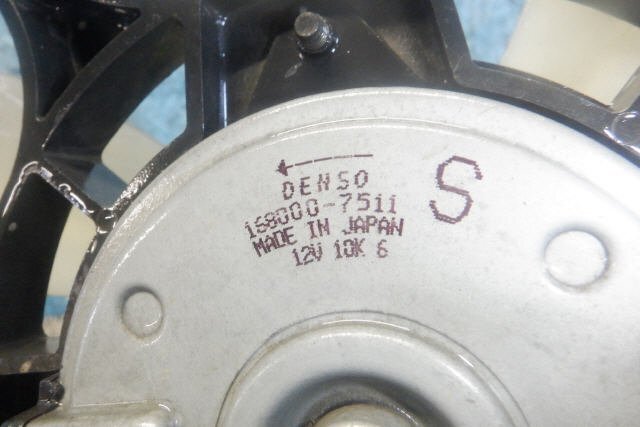 DENSO
168000-7511
MADE IN JAPAN
12V 10K 6
S